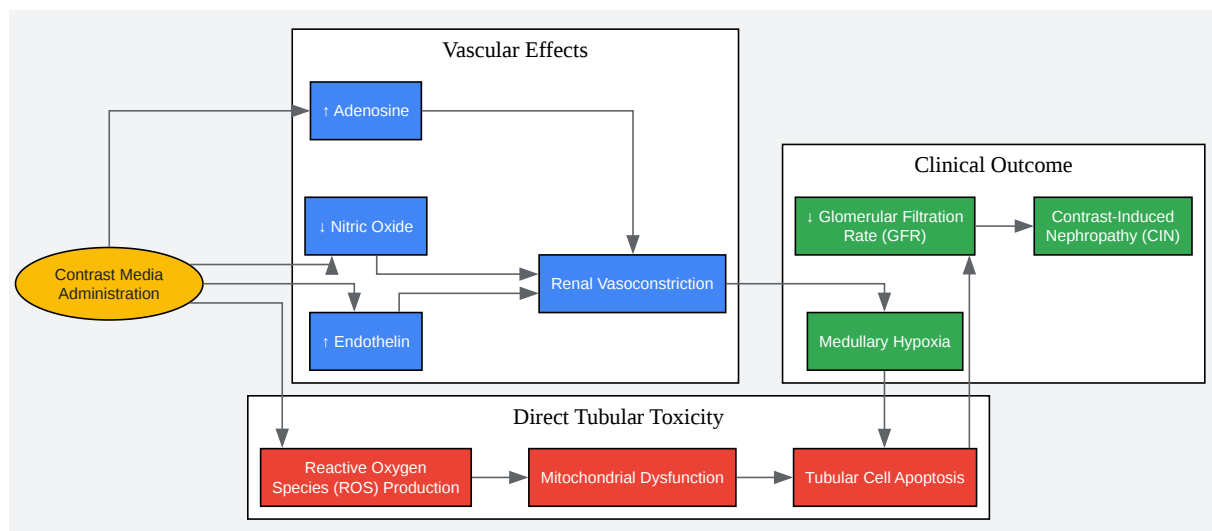 Vascular Effects
↑ Adenosine
↓ Nitric Oxide
↑ Endothelin
Renal Vasoconstriction
Contrast Media
Administration
Clinical Outcome
↓ Glomerular Filtration
Rate (GFR)
Contrast-Induced
Nephropathy (CIN)
Medullary Hypoxia
Direct Tubular Toxicity
Reactive Oxygen
Species (ROS) Production
Mitochondrial Dysfunction
Tubular Cell Apoptosis